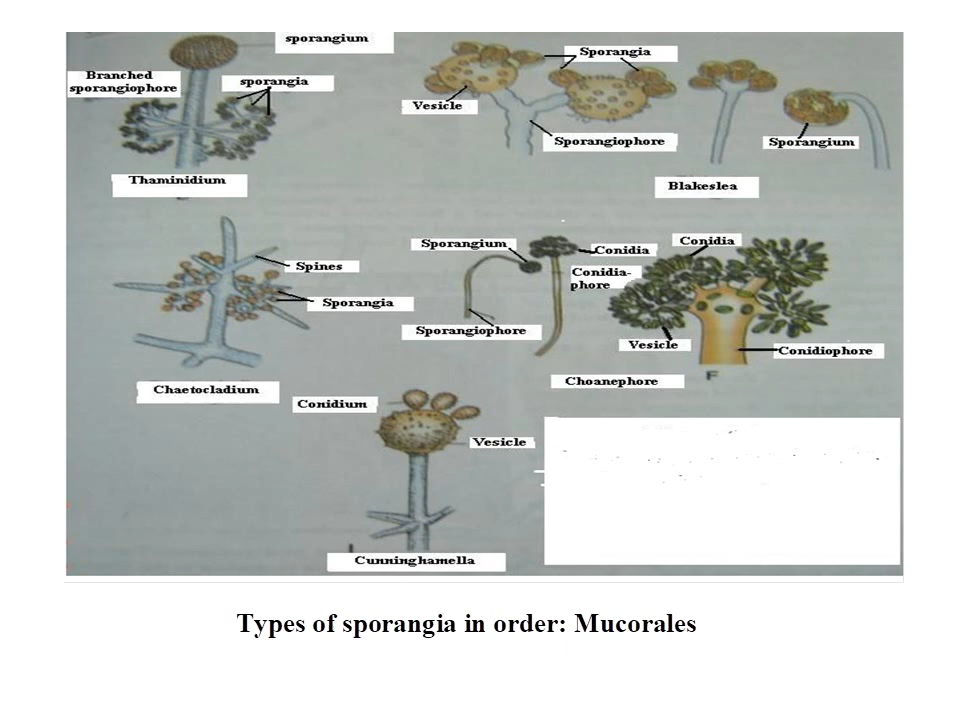 sporangium
Branched
sporangiophore
sporangia
Thaminidium
Sporangia
Vesicle
Sporangiophore
Sporangium
Blakeslea
Spines
Sporangia
Chaetocladium
Sporangium
Conidia
Conidia
Conidia-
phore
Sporangiophore
Vesicle
Conidiophore
Choanephore
F
Conidium
Vesicle
Cunninghamella
Types of sporangia in order: Mucorales